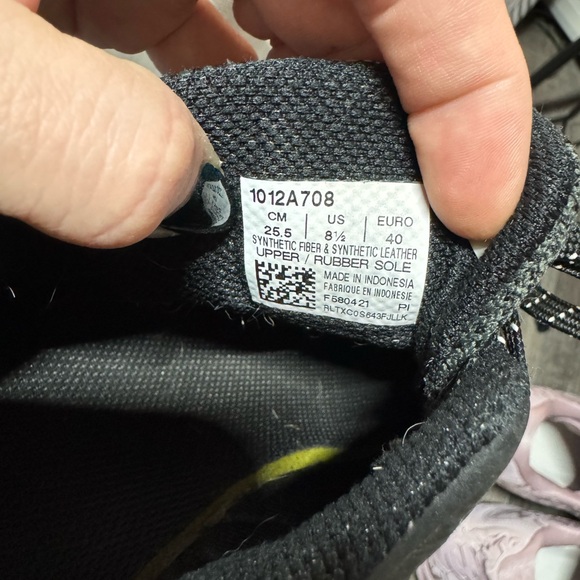 1012A708
CM US EURO
25.5 8½ 40
SYNTHETIC FIBER & SYNTHETIC LEATHER
UPPER / RUBBER SOLE
MADE IN INDONESIA
FABRIQUE EN INDONESIE
F580421 PI
RLTXC0S643FJLLK